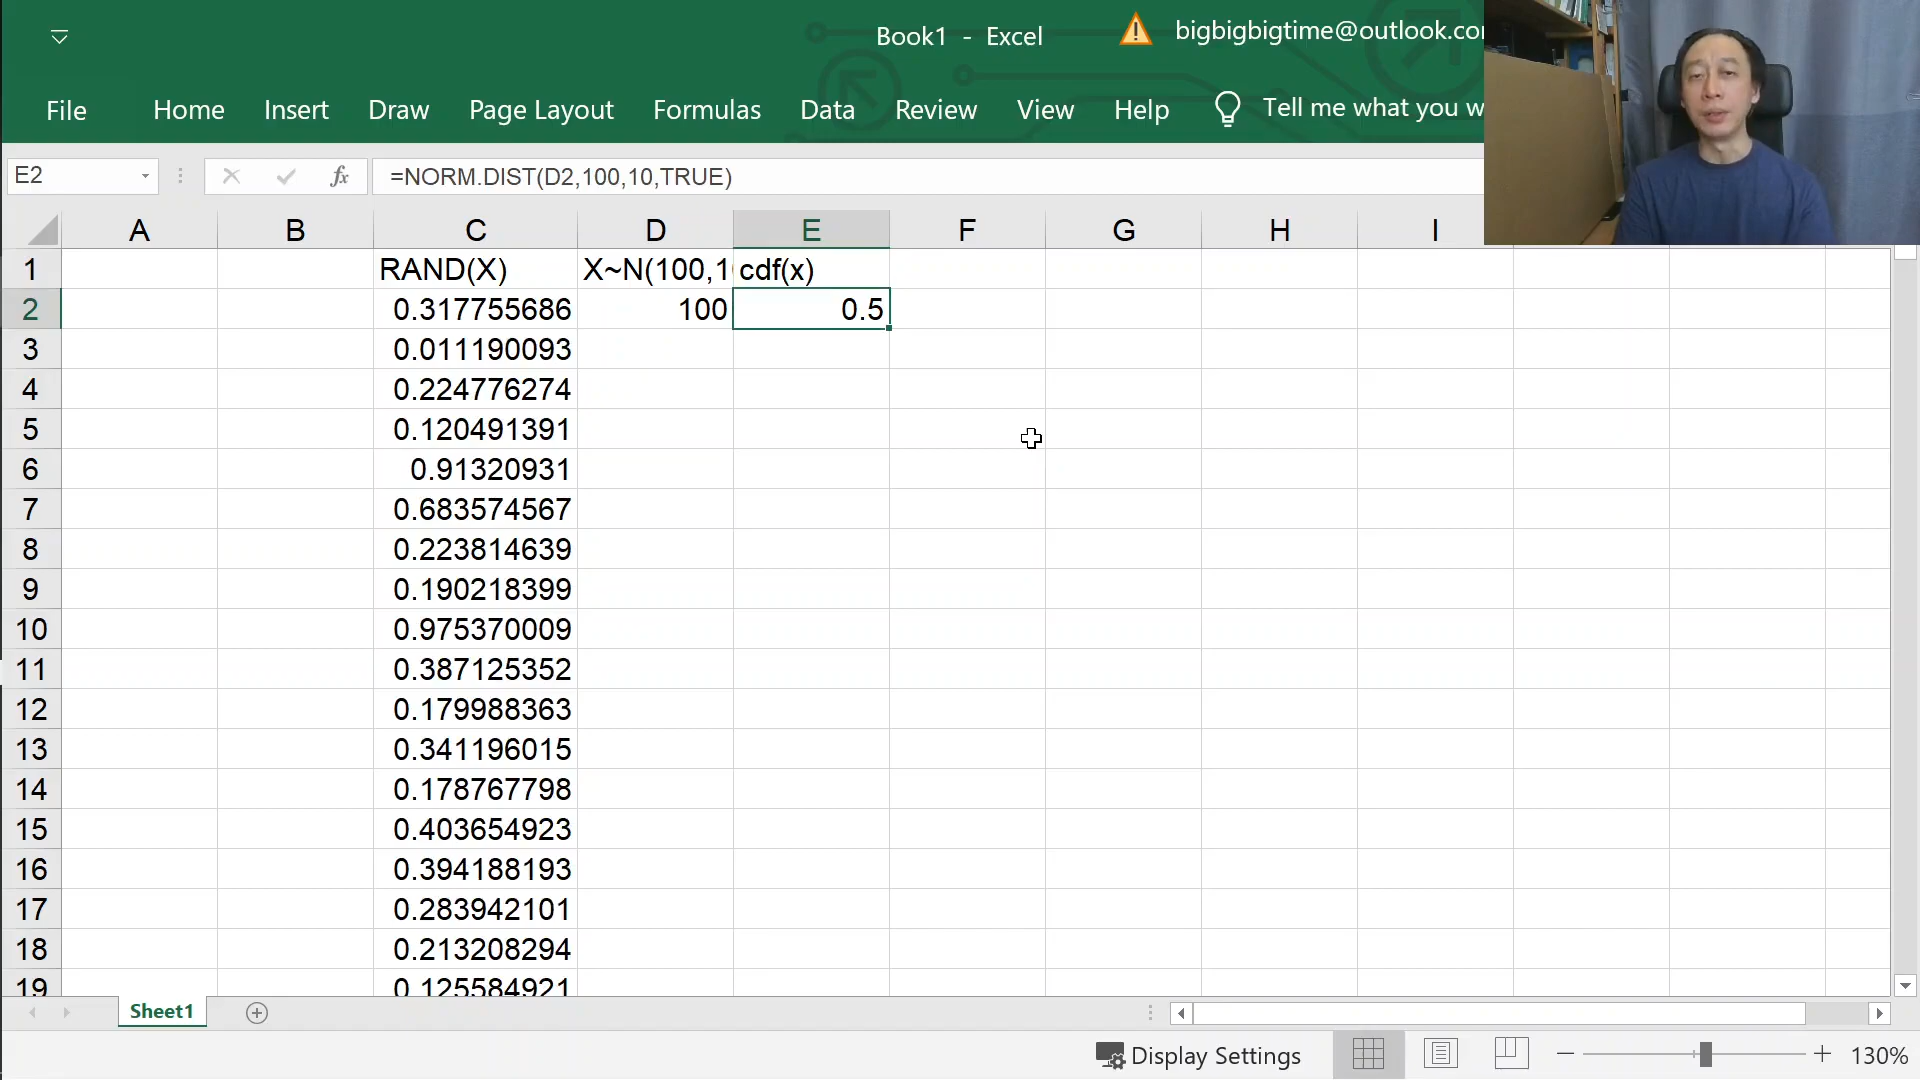 Book1 - Excel
bigbigbigtime@outlook.co
File Home Insert Draw Page Layout Formulas Data Review View Help Tell me what you w
E2 fx =NORM.DIST(D2,100,10,TRUE)
A B C D E F G H I
1 RAND(X) X~N(100,1 cdf(x)
2 0.317755686 100 0.5
3 0.011190093
4 0.224776274
5 0.120491391
6 0.91320931
7 0.683574567
8 0.223814639
9 0.190218399
10 0.975370009
11 0.387125352
12 0.179988363
13 0.341196015
14 0.178767798
15 0.403654923
16 0.394188193
17 0.283942101
18 0.213208294
19 0.125584921
Sheet1
Display Settings 130%